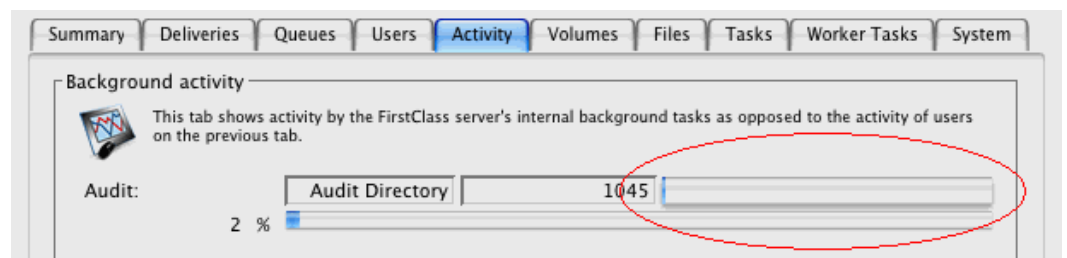 Summary Deliveries Queues Users Activity Volumes Files Tasks Worker Tasks System
Background activity
This tab shows activity by the FirstClass server's internal background tasks as opposed to the activity of users
on the previous tab.
Audit: Audit Directory 1045
2 %